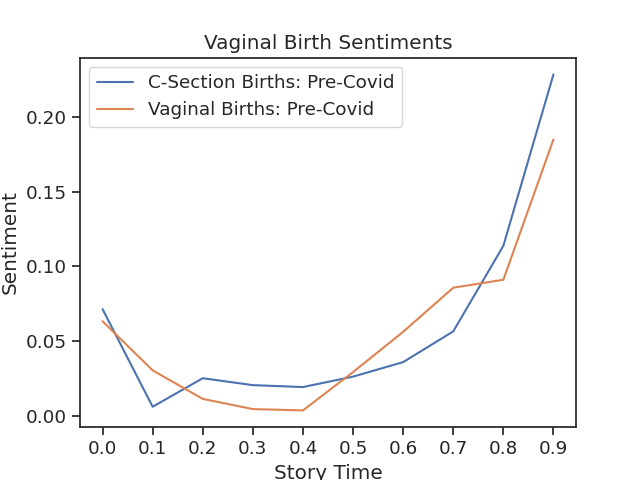 Vaginal Birth Sentiments
C-Section Births: Pre-Covid
Vaginal Births: Pre-Covid
Sentiment
0.20
0.15
0.10
0.05
0.00
0.0 0.1 0.2 0.3 0.4 0.5 0.6 0.7 0.8 0.9
Story Time